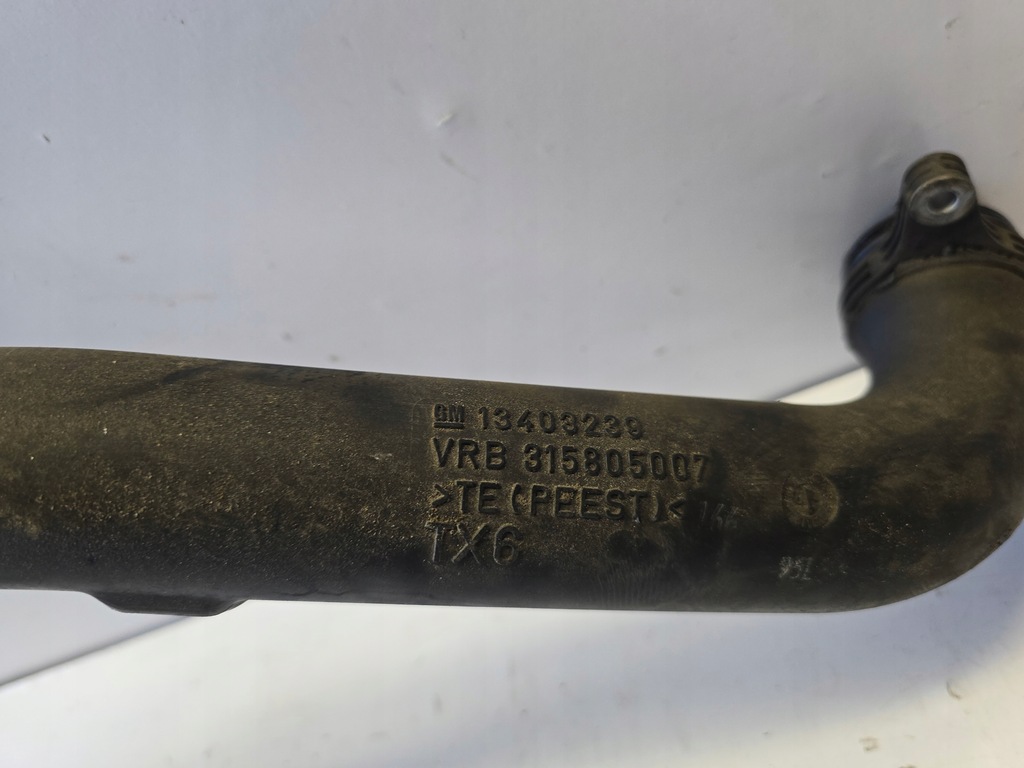 GM 13403239
VRB 315805007
>TE(PEEST)<
TX6